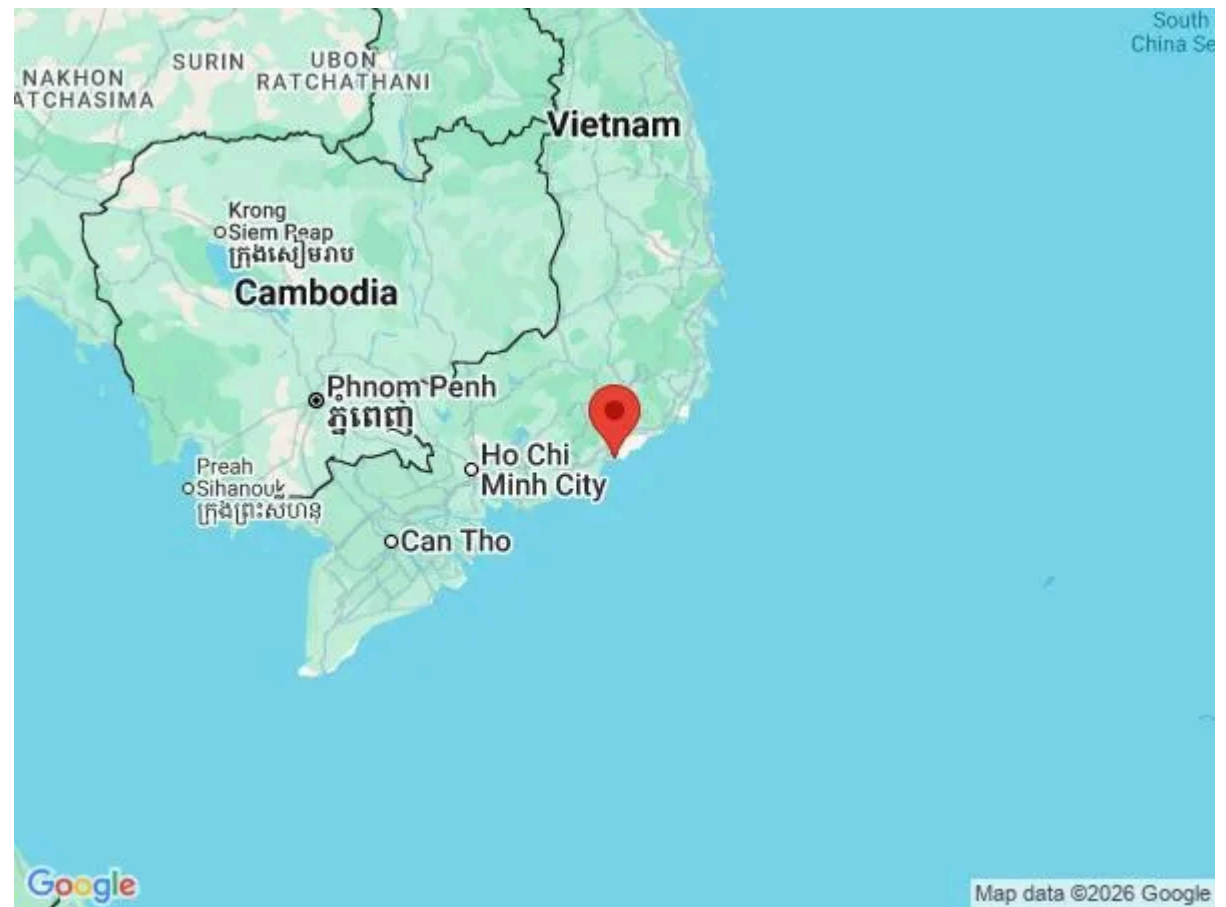 South
China Se
SURIN
UBON
RATCHATHANI
NAKHON
ATCHASIMA
Vietnam
Krong
Siem Reap
ក្រុងសៀមរាប
Cambodia
Phnom Penh
ភ្នំពេញ
Ho Chi
Minh City
Preah
Sihanouk
ក្រុងព្រះសីហនុ
Can Tho
Google
Map data ©2026 Google